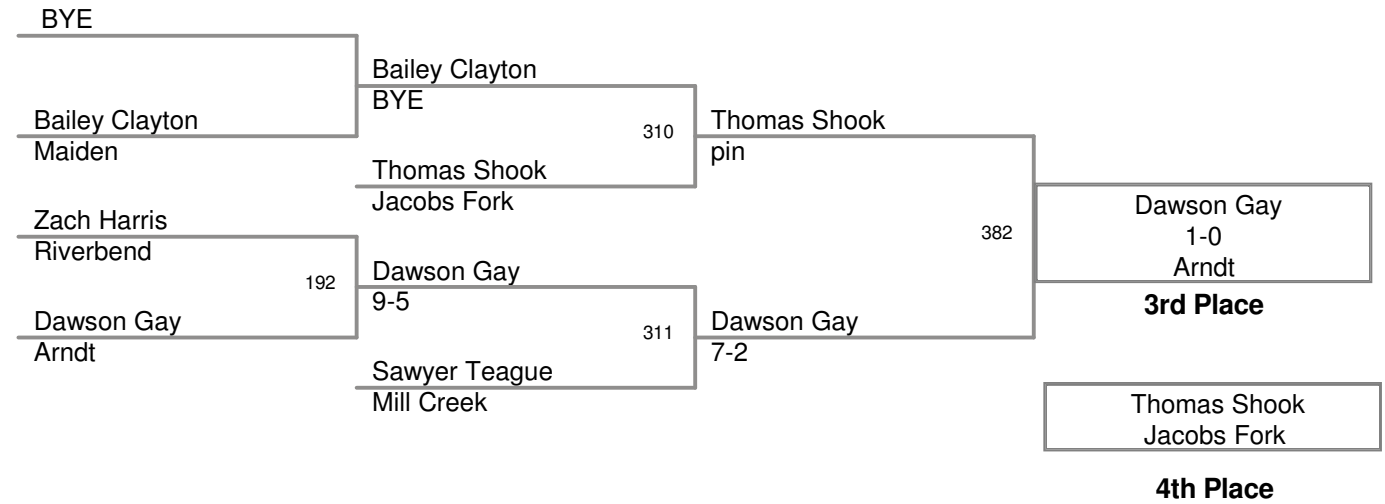 BYE
Bailey Clayton
BYE
Bailey Clayton
Maiden
310
Thomas Shook
pin
Thomas Shook
Jacobs Fork
Zach Harris
Riverbend
192
Dawson Gay
9-5
Dawson Gay
Arndt
311
Dawson Gay
7-2
Sawyer Teague
Mill Creek
382
Dawson Gay
1-0
Arndt
3rd Place
Thomas Shook
Jacobs Fork
4th Place